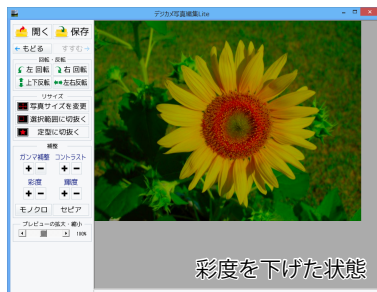 デジカメ写真編集Lite
開く 保存
←もどる すすむ→
回転・反転
左 回転 右 回転
上下反転 左右反転
リサイズ
写真サイズを変更
選択範囲に切抜く
定型に切抜く
補整
ガンマ補整 コントラスト
+ − + −
彩度 輝度
+ − + −
モノクロ セピア
プレビューの拡大・縮小
100%
彩度を下げた状態